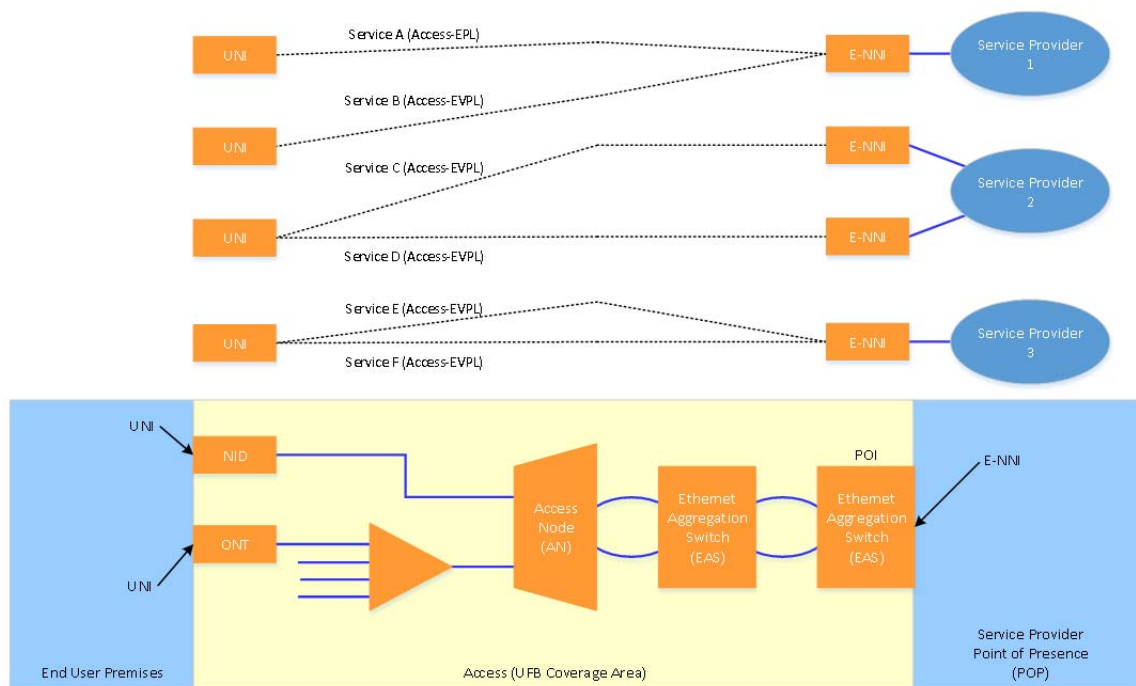 Service A (Access-EPL)
UNI
E-NNI
Service Provider
1
Service B (Access-EVPL)
UNI
Service C (Access-EVPL)
E-NNI
Service Provider
2
UNI
E-NNI
Service D (Access-EVPL)
Service E (Access-EVPL)
UNI
E-NNI
Service Provider
3
Service F (Access-EVPL)
UNI
NID
POI
E-NNI
Access
Node
(AN)
Ethernet
Aggregation
Switch
(EAS)
Ethernet
Aggregation
Switch
(EAS)
ONT
UNI
End User Premises
Access (UFB Coverage Area)
Service Provider
Point of Presence
(POP)